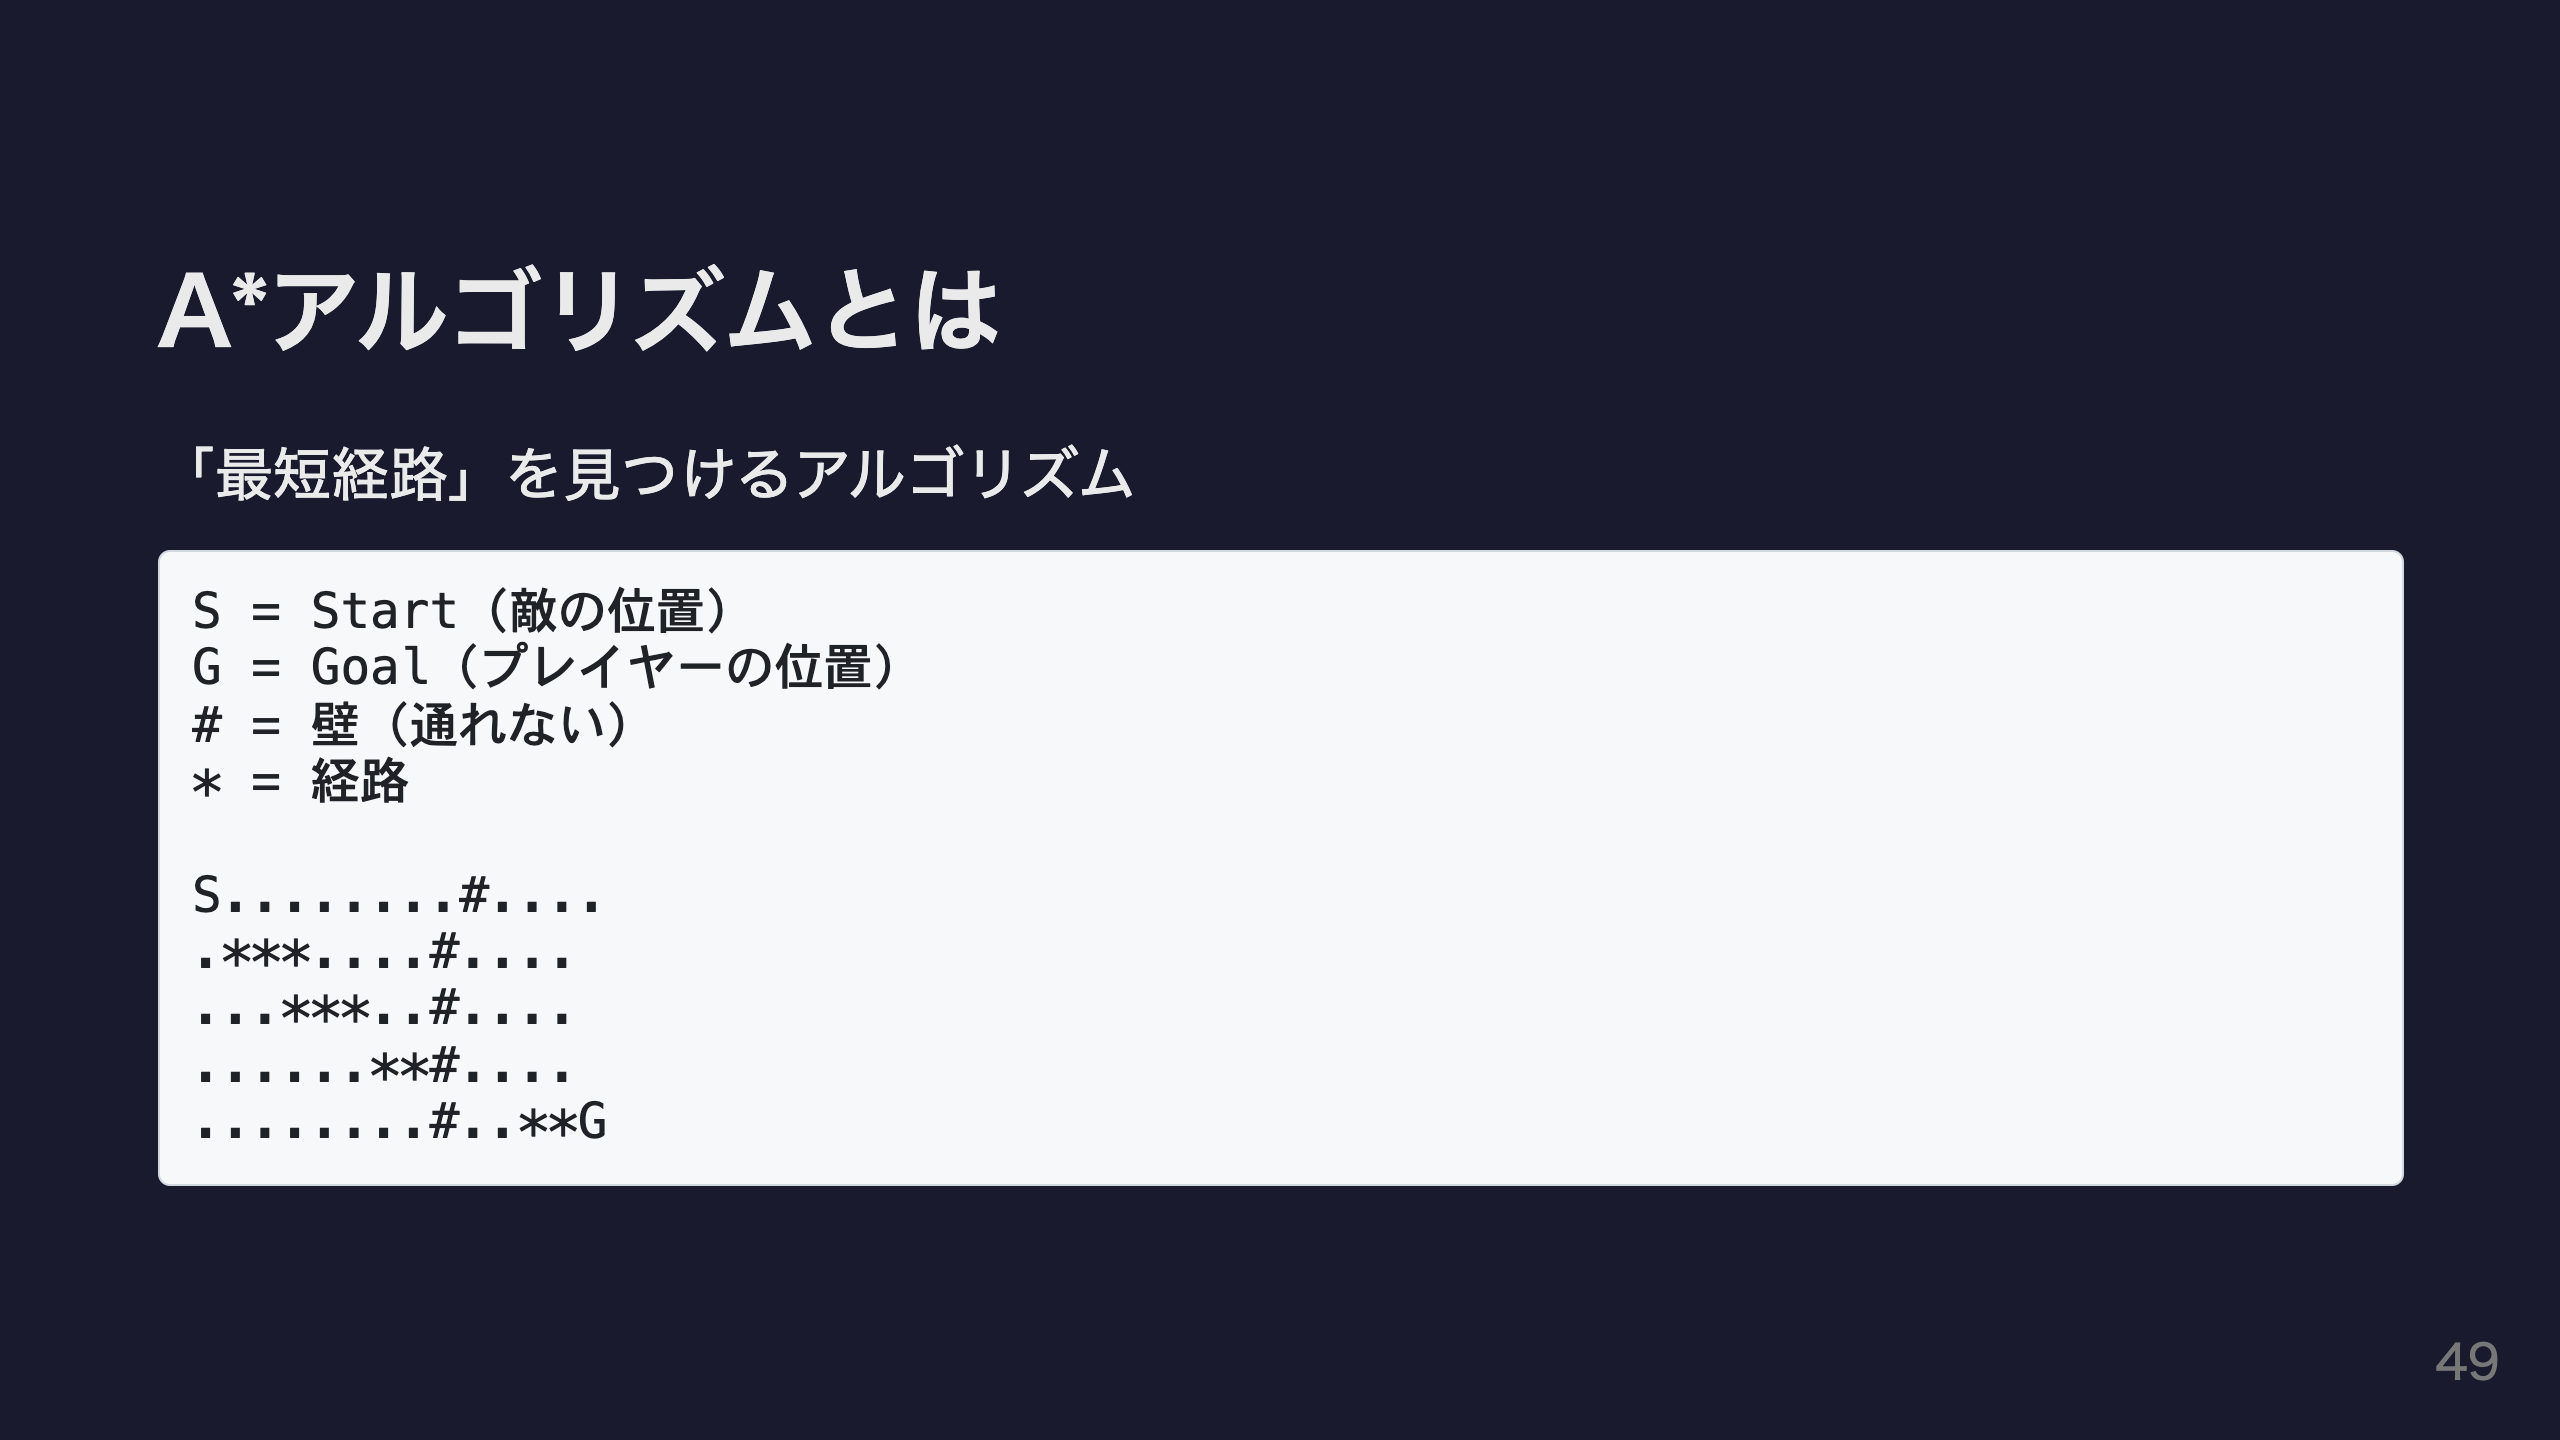 A*アルゴリズムとは
「最短経路」を見つけるアルゴリズム
S = Start（敵の位置）
G = Goal（プレイヤーの位置）
# = 壁（通れない）
* = 経路
S........#....
.***....#....
...***..#....
......**#....
........#..**G
49